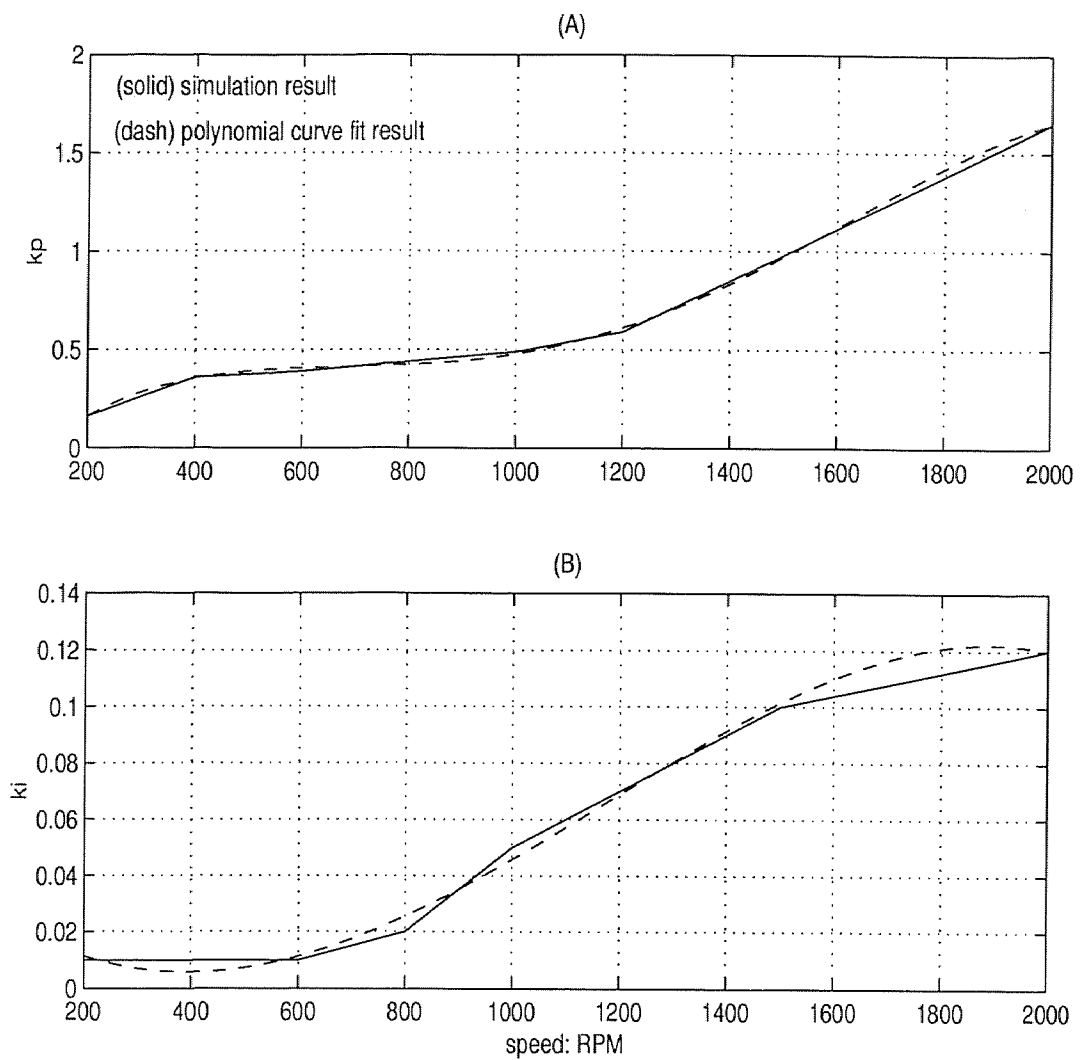 (A)
2
(solid) simulation result
(dash) polynomial curve fit result
1.5
1
kp
0.5
0
200 400 600 800 1000 1200 1400 1600 1800 2000
(B)
0.14
0.12
0.1
0.08
ki
0.06
0.04
0.02
0
200 400 600 800 1000 1200 1400 1600 1800 2000
speed: RPM